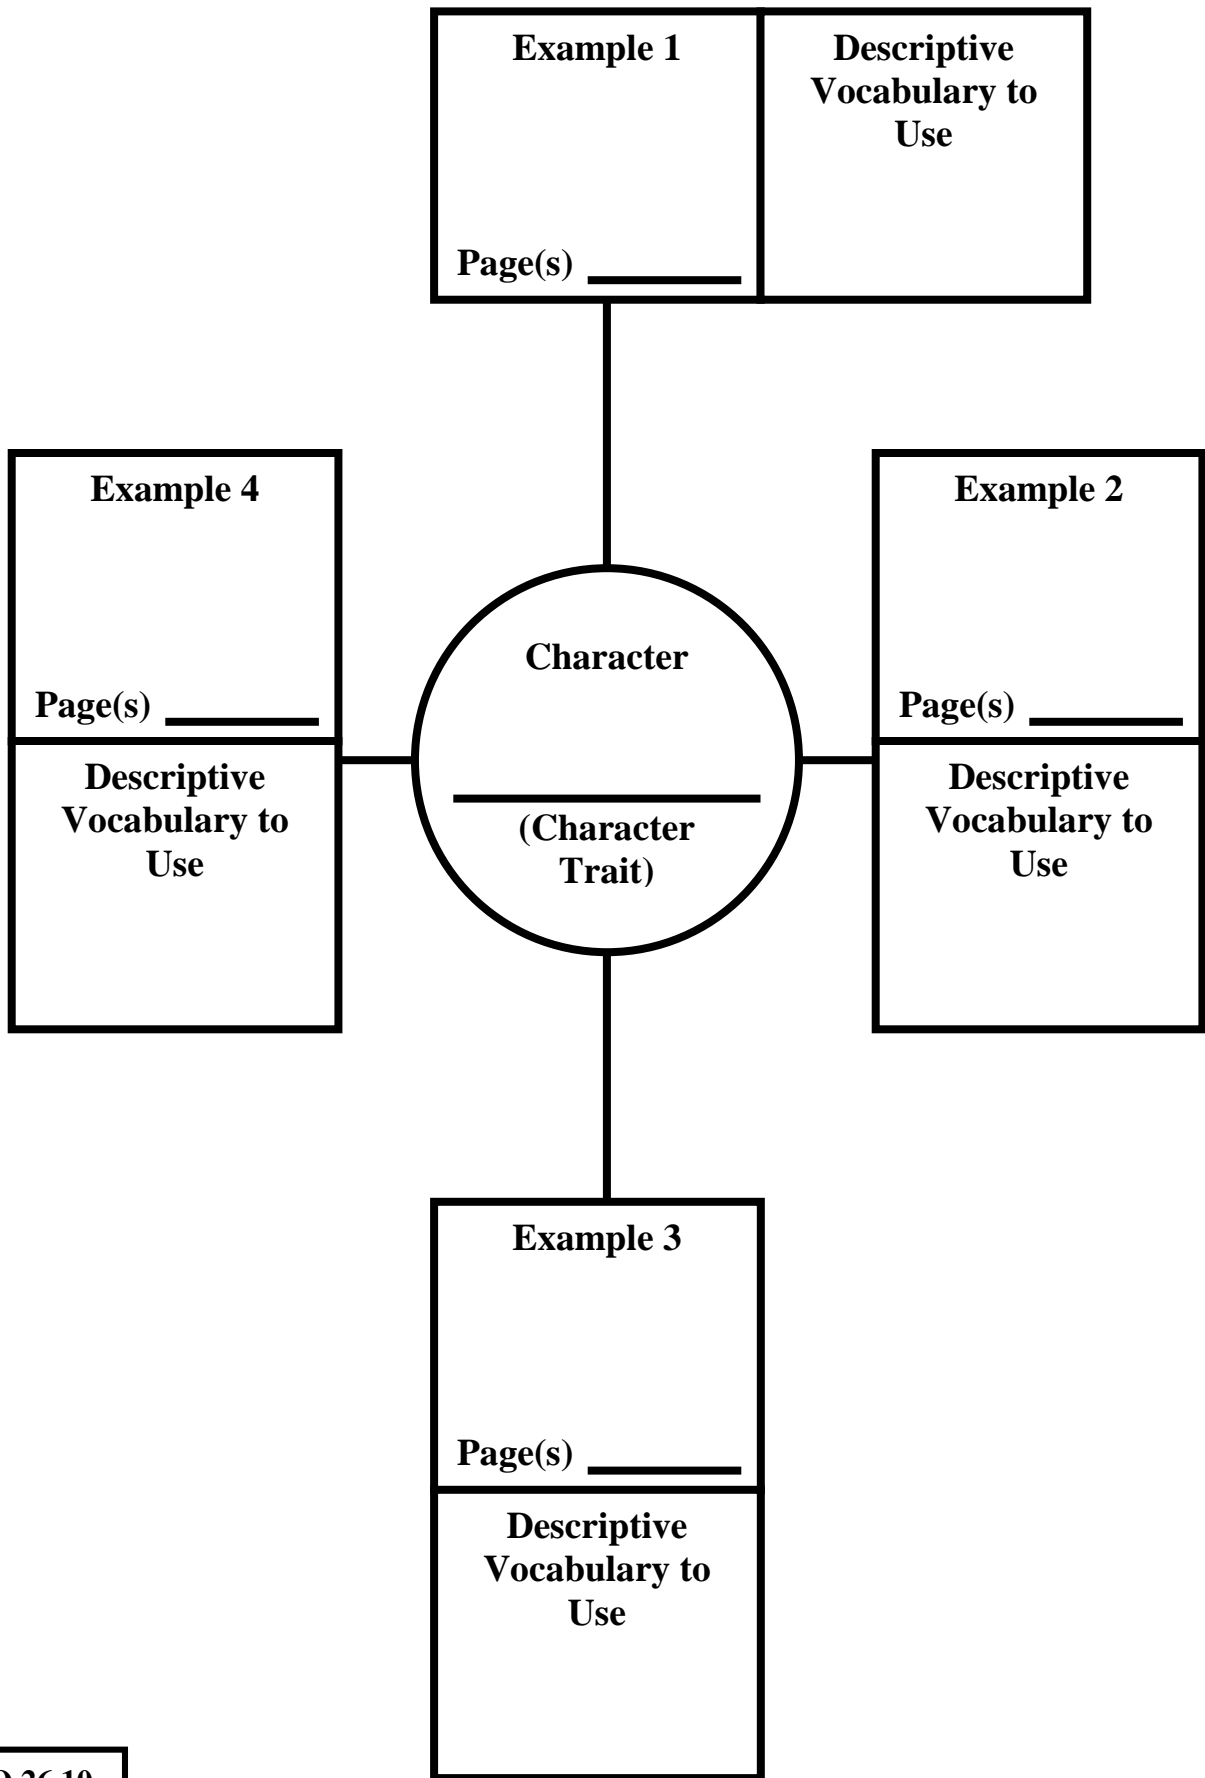 Example 1
Page(s)
Descriptive
Vocabulary to
Use
Example 4
Page(s)
Descriptive
Vocabulary to
Use
Character
(Character
Trait)
Example 2
Page(s)
Descriptive
Vocabulary to
Use
Example 3
Page(s)
Descriptive
Vocabulary to
Use